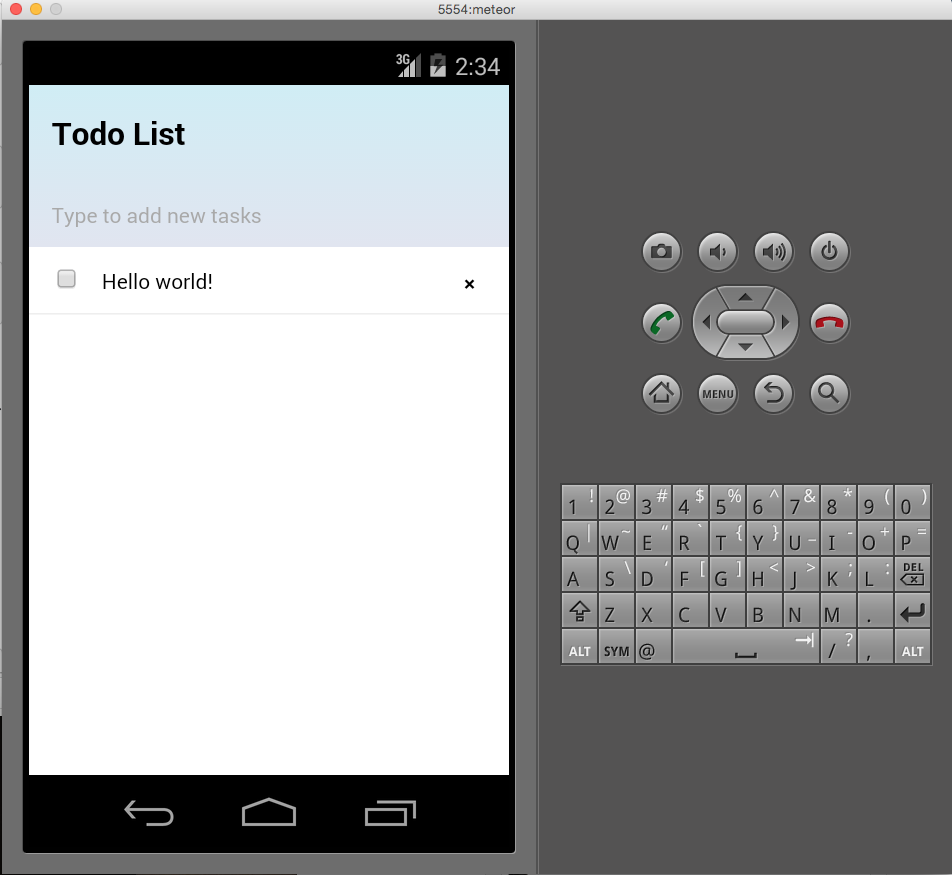 5554:meteor
3G 2:34
Todo List
Type to add new tasks
Hello world!
×
MENU
1 ! 2 @ 3 # 4 $ 5 % 6 ^ 7 & 8 * 9 ( 0 )
Q | W ~ E “ R ` T { Y } U _ I - O + P =
A S \ D ‘ F [ G ] H < J > K ; L : DEL
Z X C V B N M .
ALT SYM @ / ? , ALT